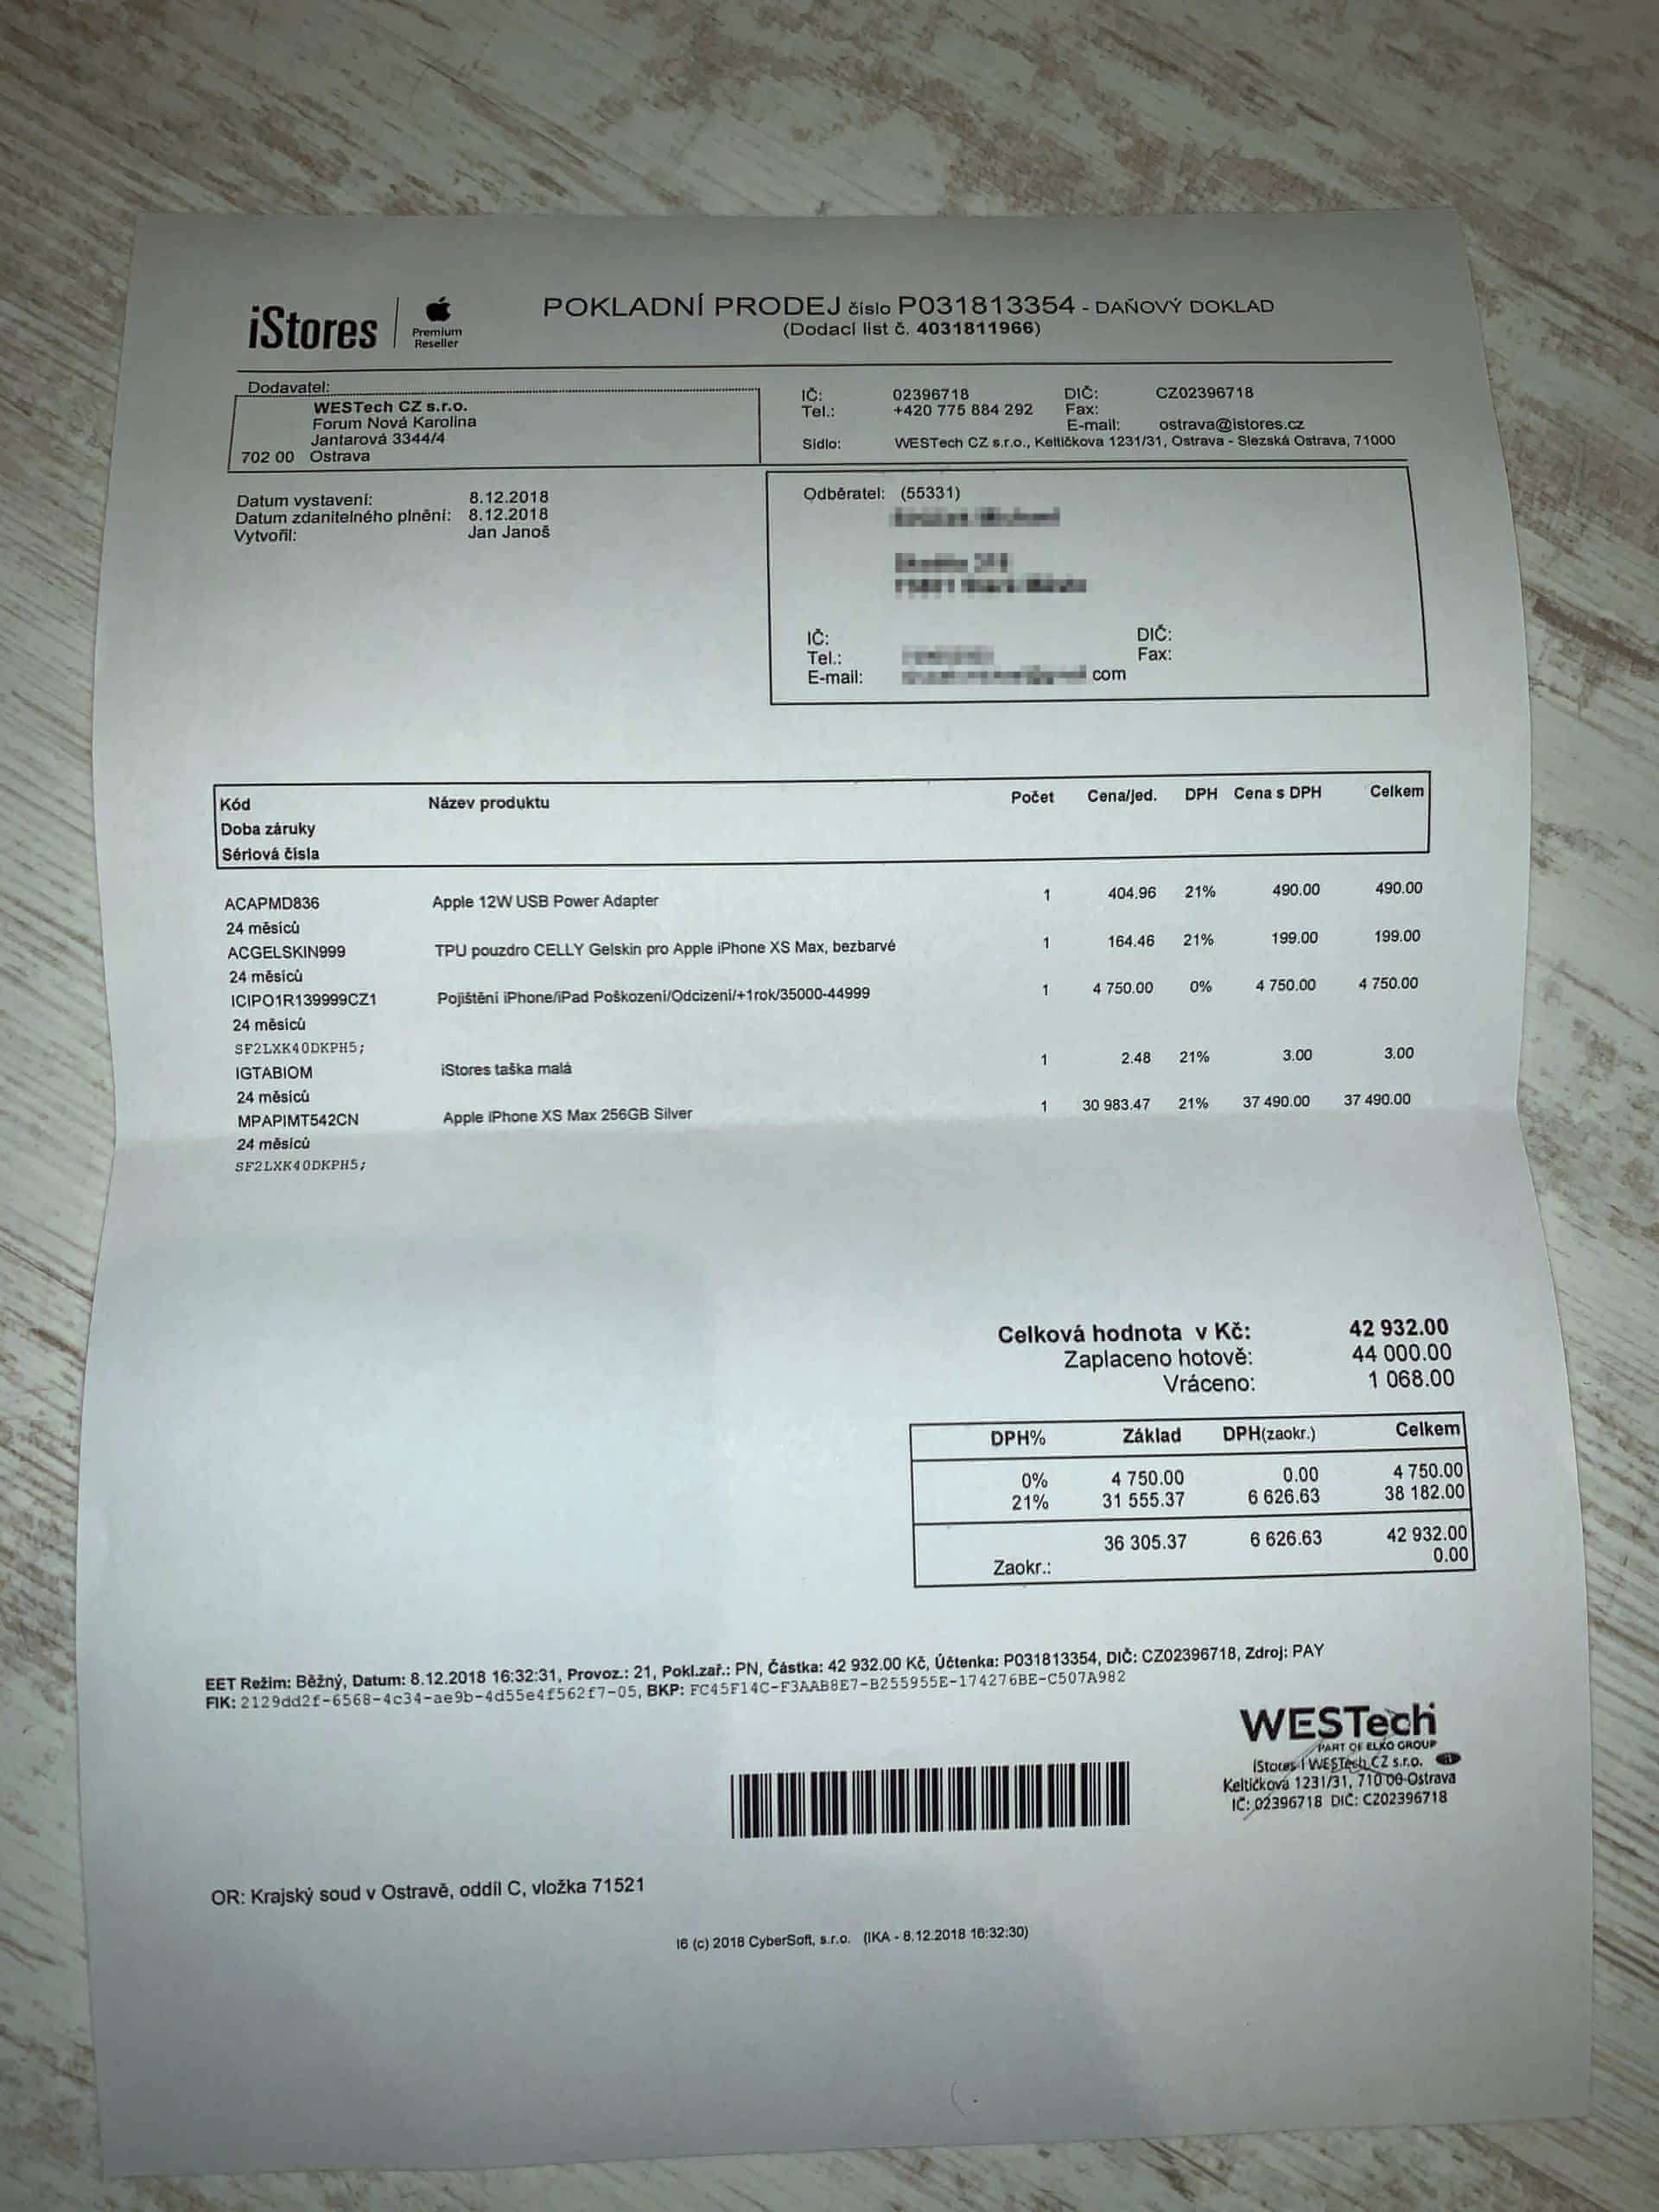 iStores
Premium
Reseller
POKLADNÍ PRODEJ číslo P031813354 - DAŇOVÝ DOKLAD
(Dodací list č. 4031811966)
Dodavatel:
WESTech CZ s.r.o.
Forum Nová Karolina
Jantarová 3344/4
702 00 Ostrava
IČ: 02396718 DIČ: CZ02396718
Tel.: +420 775 884 292 Fax:
E-mail: ostrava@istores.cz
Sídlo: WESTech CZ s.r.o., Keltičkova 1231/31, Ostrava - Slezská Ostrava, 71000
Datum vystavení: 8.12.2018
Datum zdanitelného plnění: 8.12.2018
Vytvořil: Jan Janoš
Odběratel: (55331)
IČ: DIČ:
Tel.: Fax:
E-mail: com
Kód Název produktu Počet Cena/jed. DPH Cena s DPH Celkem
Doba záruky
Sériová čísla
ACAPMD836 Apple 12W USB Power Adapter 1 404.96 21% 490.00 490.00
24 měsíců
ACGELSKIN999 TPU pouzdro CELLY Gelskin pro Apple iPhone XS Max, bezbarvé 1 164.46 21% 199.00 199.00
24 měsíců
ICIPO1R139999CZ1 Pojištění iPhone/iPad Poškození/Odcizení/+1rok/35000-44999 1 4 750.00 0% 4 750.00 4 750.00
24 měsíců
SF2LXK40DKPH5;
IGTABIOM iStores taška malá 1 2.48 21% 3.00 3.00
24 měsíců
MPAPIMT542CN Apple iPhone XS Max 256GB Silver 1 30 983.47 21% 37 490.00 37 490.00
24 měsíců
SF2LXK40DKPH5;
Celková hodnota v Kč: 42 932.00
Zaplaceno hotově: 44 000.00
Vráceno: 1 068.00
DPH% Základ DPH(zaokr.) Celkem
0% 4 750.00 0.00 4 750.00
21% 31 555.37 6 626.63 38 182.00
36 305.37 6 626.63 42 932.00
Zaokr.: 0.00
EET Režim: Běžný, Datum: 8.12.2018 16:32:31, Provoz.: 21, Pokl.zař.: PN, Částka: 42 932.00 Kč, Účtenka: P031813354, DIČ: CZ02396718, Zdroj: PAY
FIK: 2129dd2f-6568-4c34-ae9b-4d55e4f562f7-05, BKP: FC45F14C-F3AAB8E7-B255955E-174276BE-C507A982
WESTech
PART OF ELKO GROUP
iStores I WESTech CZ s.r.o.
Keltičkova 1231/31, 710 00 Ostrava
IČ: 02396718 DIČ: CZ02396718
OR: Krajský soud v Ostravě, oddíl C, vložka 71521
I6 (c) 2018 CyberSoft, s.r.o. (IKA - 8.12.2018 16:32:30)